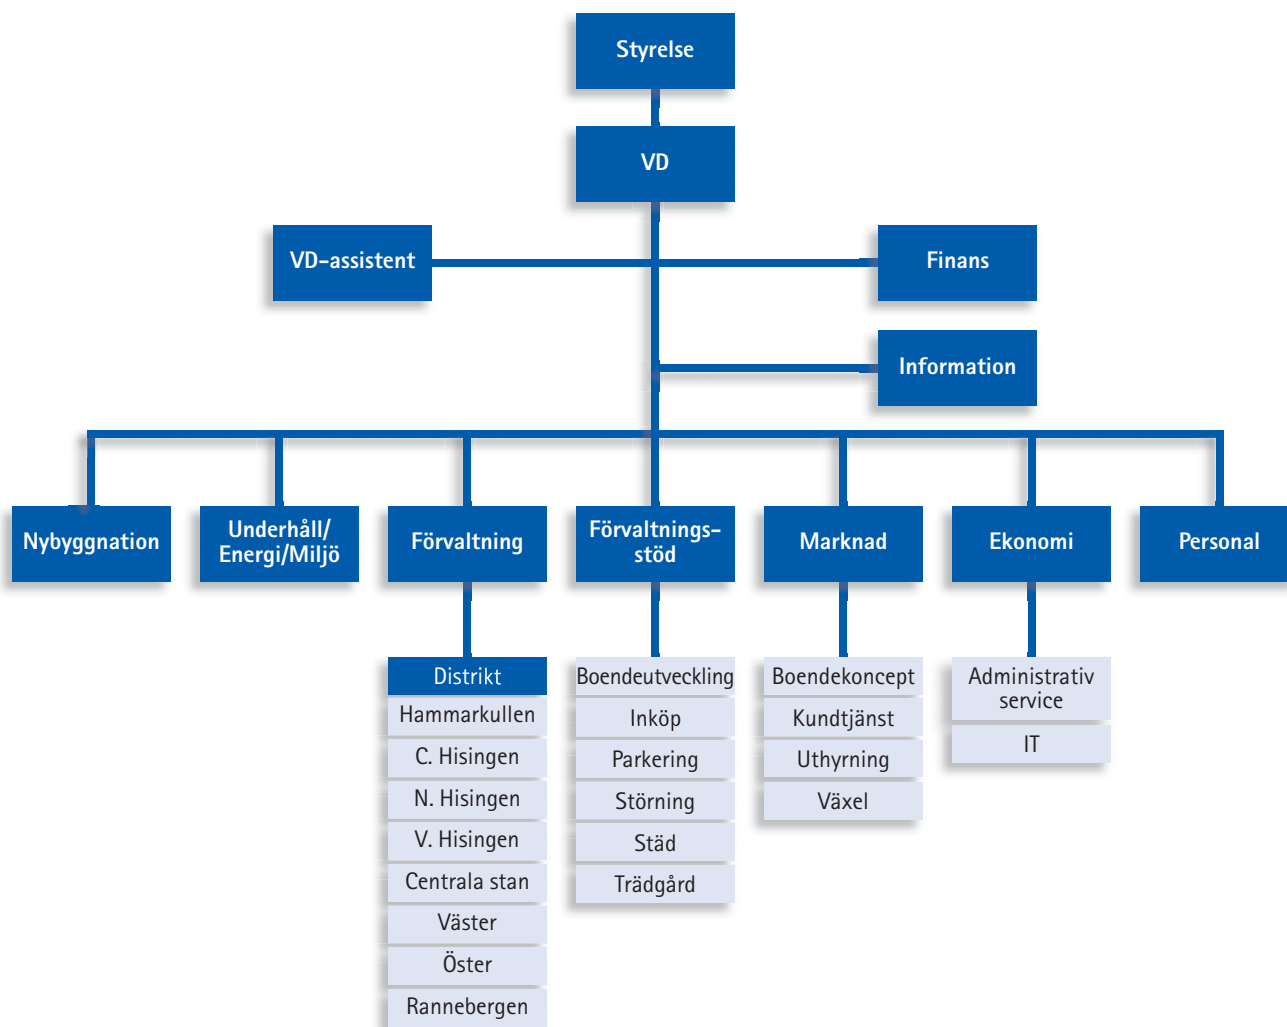 Styrelse
VD
VD-assistent
Finans
Information
Nybyggnation
Underhåll/
Energi/Miljö
Förvaltning
Förvaltnings-
stöd
Marknad
Ekonomi
Personal
Distrikt
Hammarkullen
C. Hisingen
N. Hisingen
V. Hisingen
Centrala stan
Väster
Öster
Rannebergen
Boendeutveckling
Inköp
Parkering
Störning
Städ
Trädgård
Boendekoncept
Kundtjänst
Uthyrning
Växel
Administrativ
service
IT